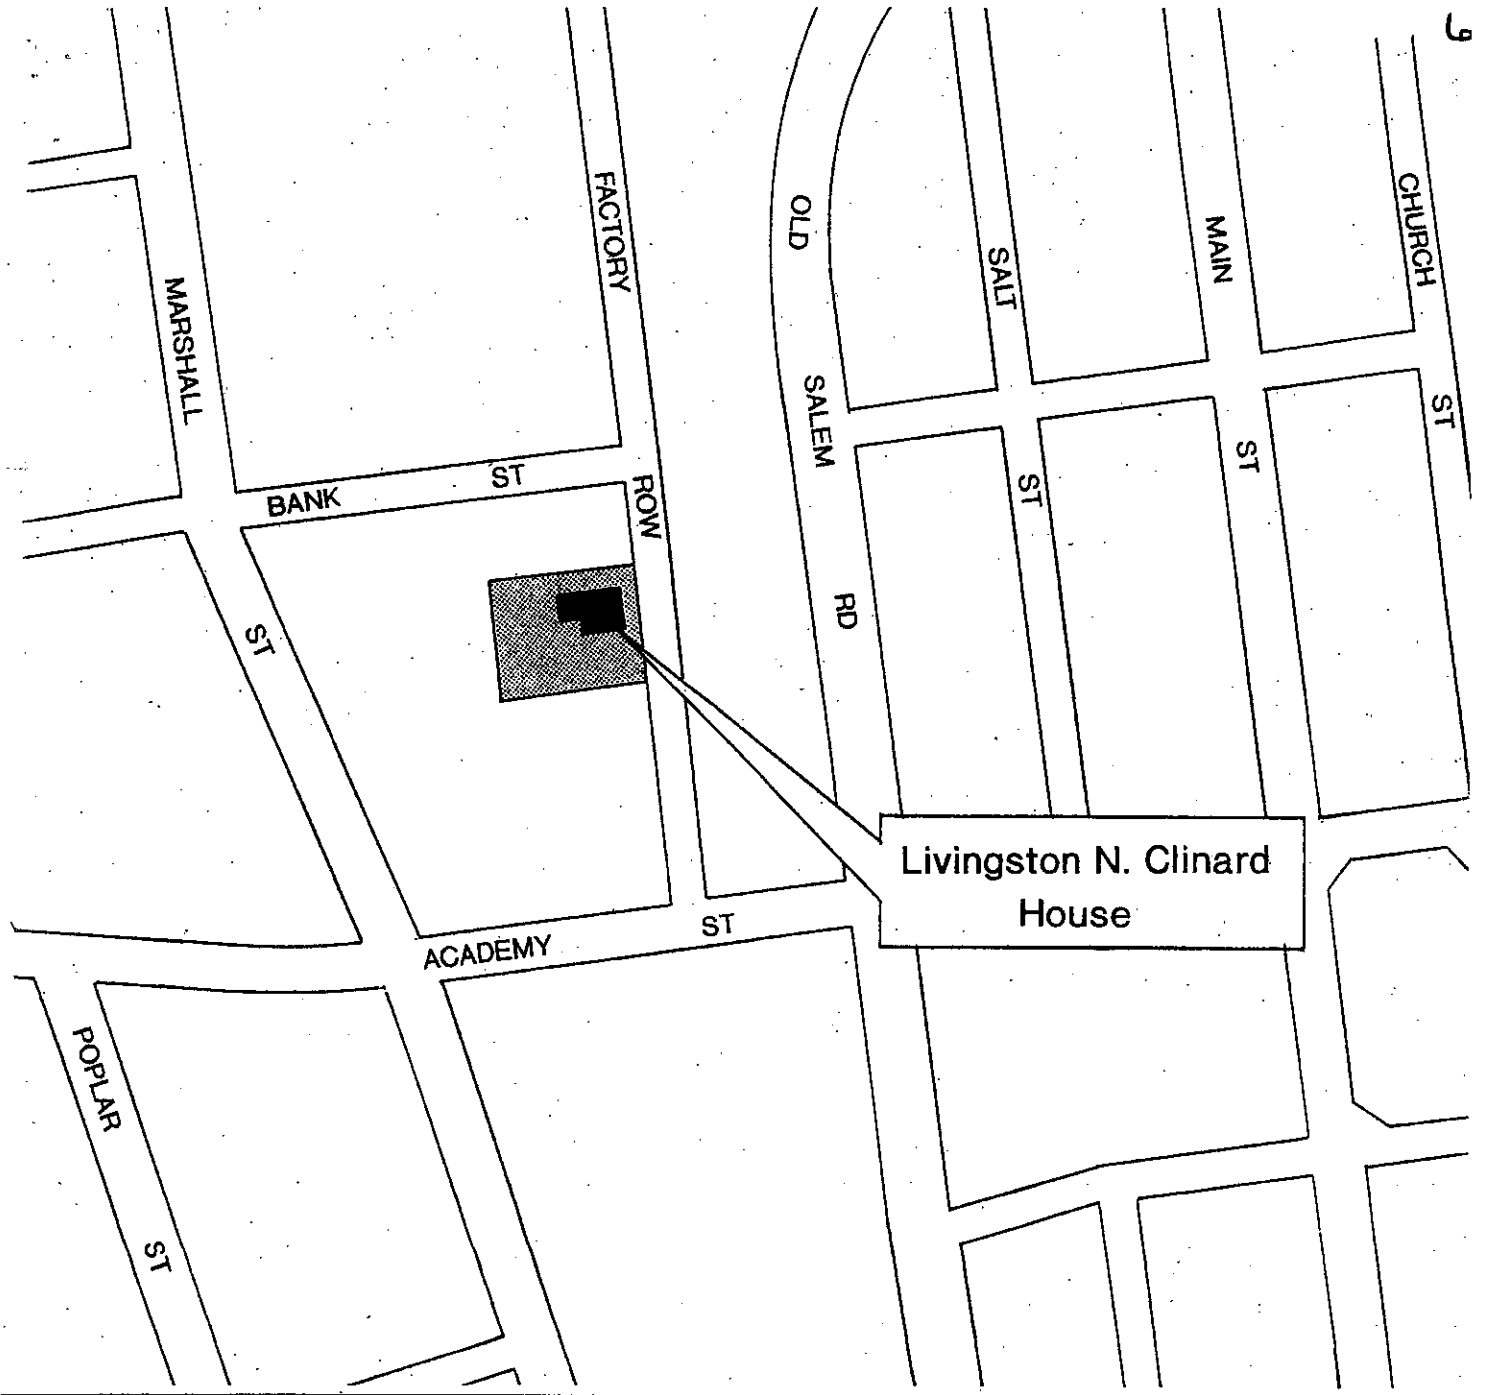 6
FACTORY
ROW
OLD
SALEM
RD
SALT
ST
MAIN
ST
CHURCH
ST
MARSHALL
ST
BANK ST
Livingston N. Clinard
House
ACADEMY ST
POPLAR
ST